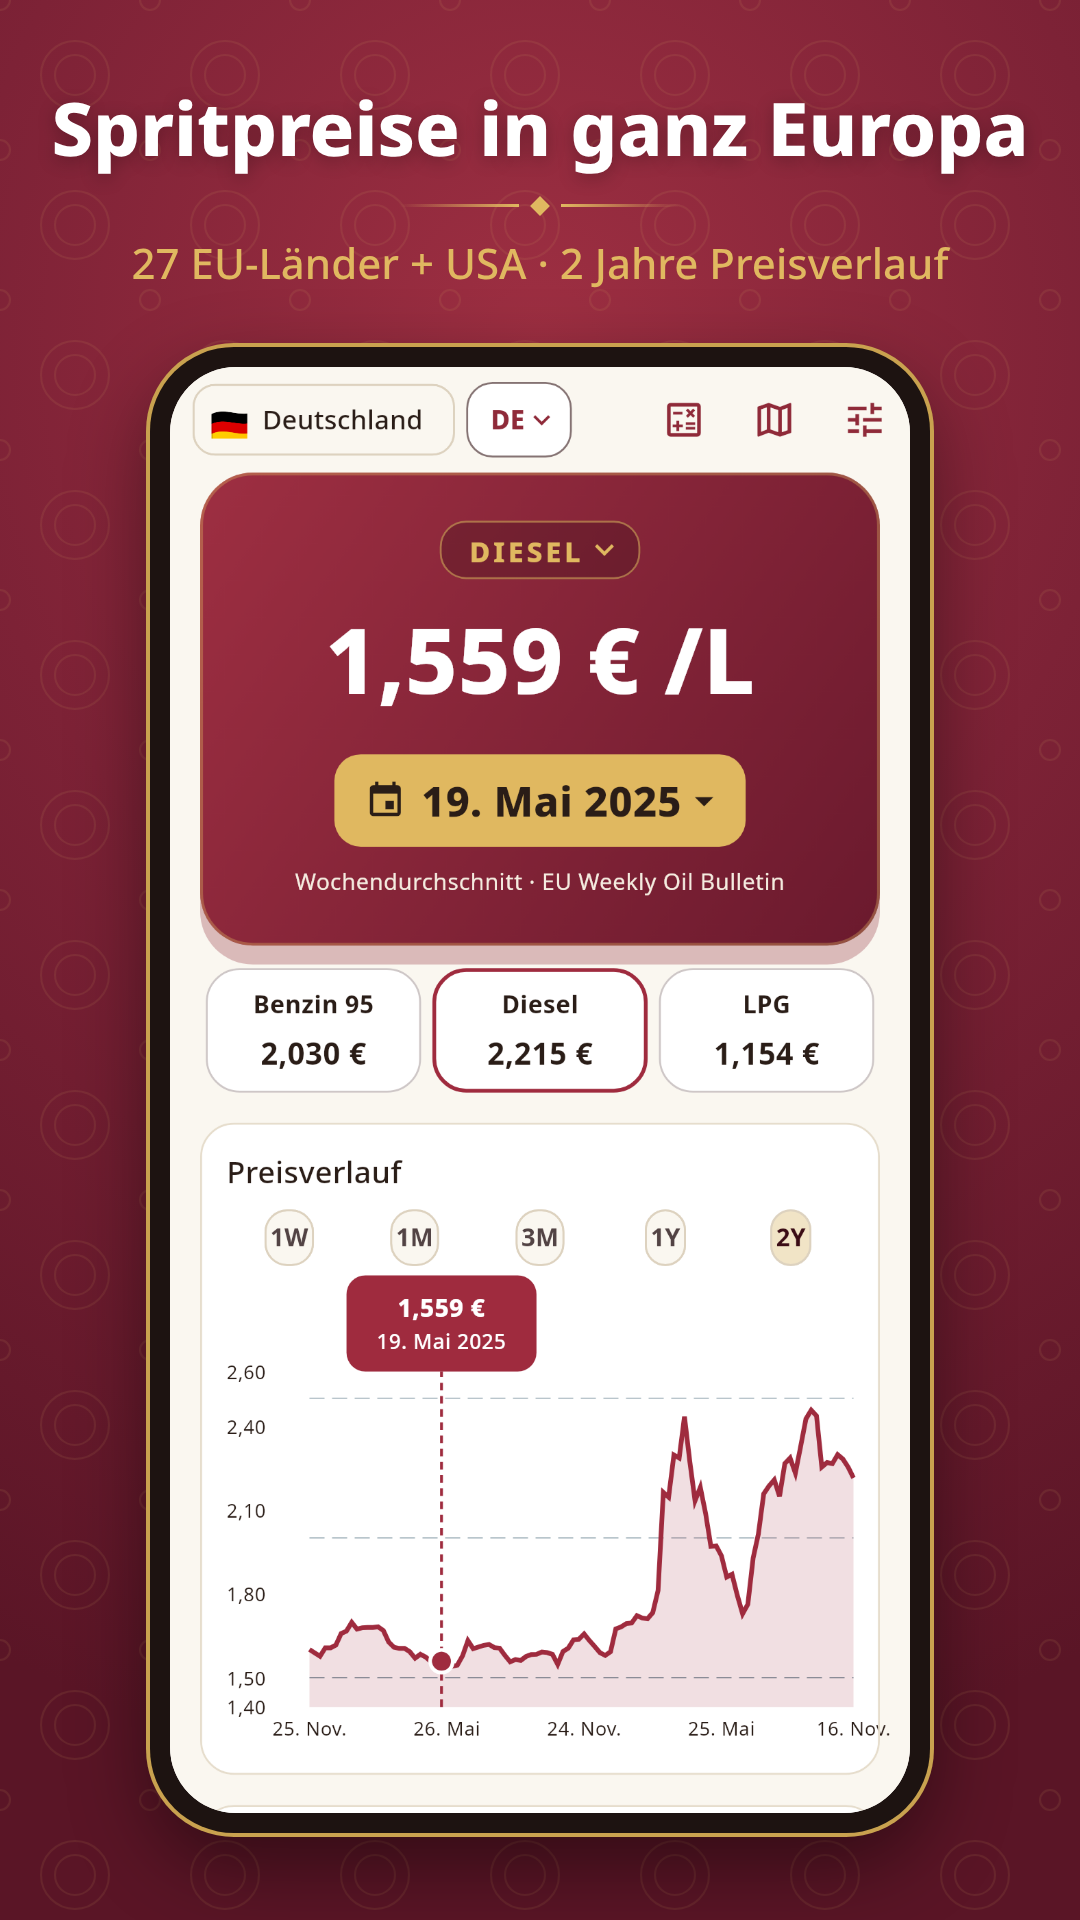 Spritpreise in ganz Europa
27 EU-Länder + USA · 2 Jahre Preisverlauf
Deutschland DE
DIESEL
1,559 € /L
19. Mai 2025
Wochendurchschnitt · EU Weekly Oil Bulletin
Benzin 95 Diesel LPG
2,030 € 2,215 € 1,154 €
Preisverlauf
1W 1M 3M 1Y 2Y
1,559 €
19. Mai 2025
2,60
2,40
2,10
1,80
1,50
1,40
25. Nov. 26. Mai 24. Nov. 25. Mai 16. Nov.